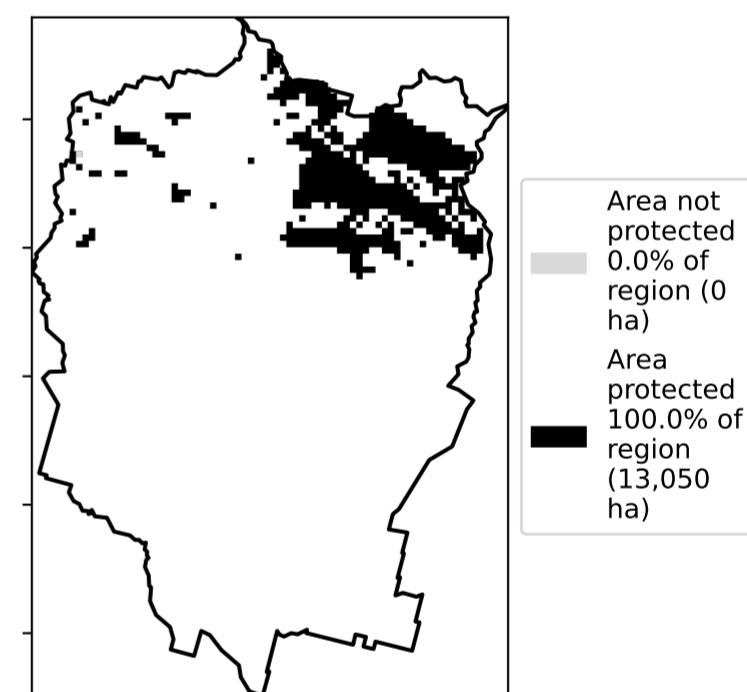 Area not
protected
0.0% of
region (0
ha)
Area
protected
100.0% of
region
(13,050
ha)